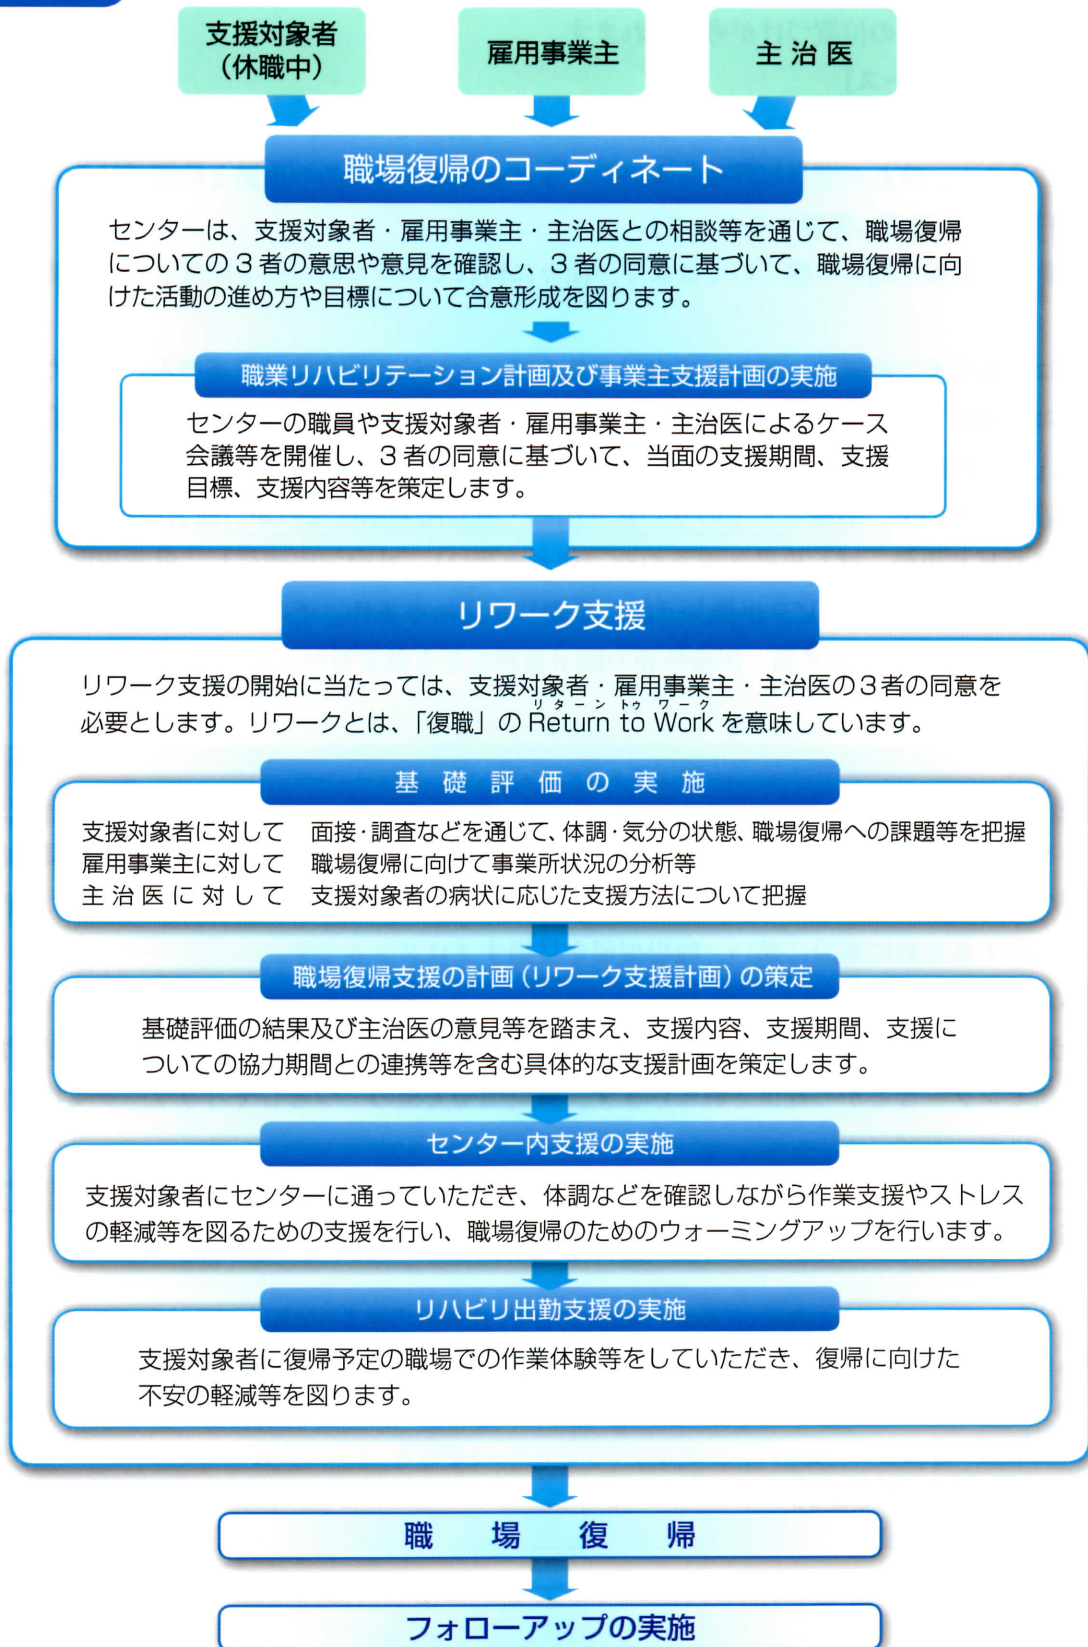 支援対象者
（休職中）
雇用事業主
主 治 医
職場復帰のコーディネート
センターは、支援対象者・雇用事業主・主治医との相談等を通じて、職場復帰
についての３者の意思や意見を確認し、３者の同意に基づいて、職場復帰に向
けた活動の進め方や目標について合意形成を図ります。
職業リハビリテーション計画及び事業主支援計画の実施
センターの職員や支援対象者・雇用事業主・主治医によるケース
会議等を開催し、３者の同意に基づいて、当面の支援期間、支援
目標、支援内容等を策定します。
リワーク支援
リワーク支援の開始に当たっては、支援対象者・雇用事業主・主治医の３者の同意を
リターン トゥ ワーク
必要とします。リワークとは、「復職」の Return to Work を意味しています。
基 礎 評 価 の 実 施
支援対象者に対して 面接・調査などを通じて、体調・気分の状態、職場復帰への課題等を把握
雇用事業主に対して 職場復帰に向けて事業所状況の分析等
主 治 医 に 対 し て 支援対象者の病状に応じた支援方法について把握
職場復帰支援の計画（リワーク支援計画）の策定
基礎評価の結果及び主治医の意見等を踏まえ、支援内容、支援期間、支援に
ついての協力期間との連携等を含む具体的な支援計画を策定します。
センター内支援の実施
支援対象者にセンターに通っていただき、体調などを確認しながら作業支援やストレス
の軽減等を図るための支援を行い、職場復帰のためのウォーミングアップを行います。
リハビリ出勤支援の実施
支援対象者に復帰予定の職場での作業体験等をしていただき、復帰に向けた
不安の軽減等を図ります。
職 場 復 帰
フォローアップの実施